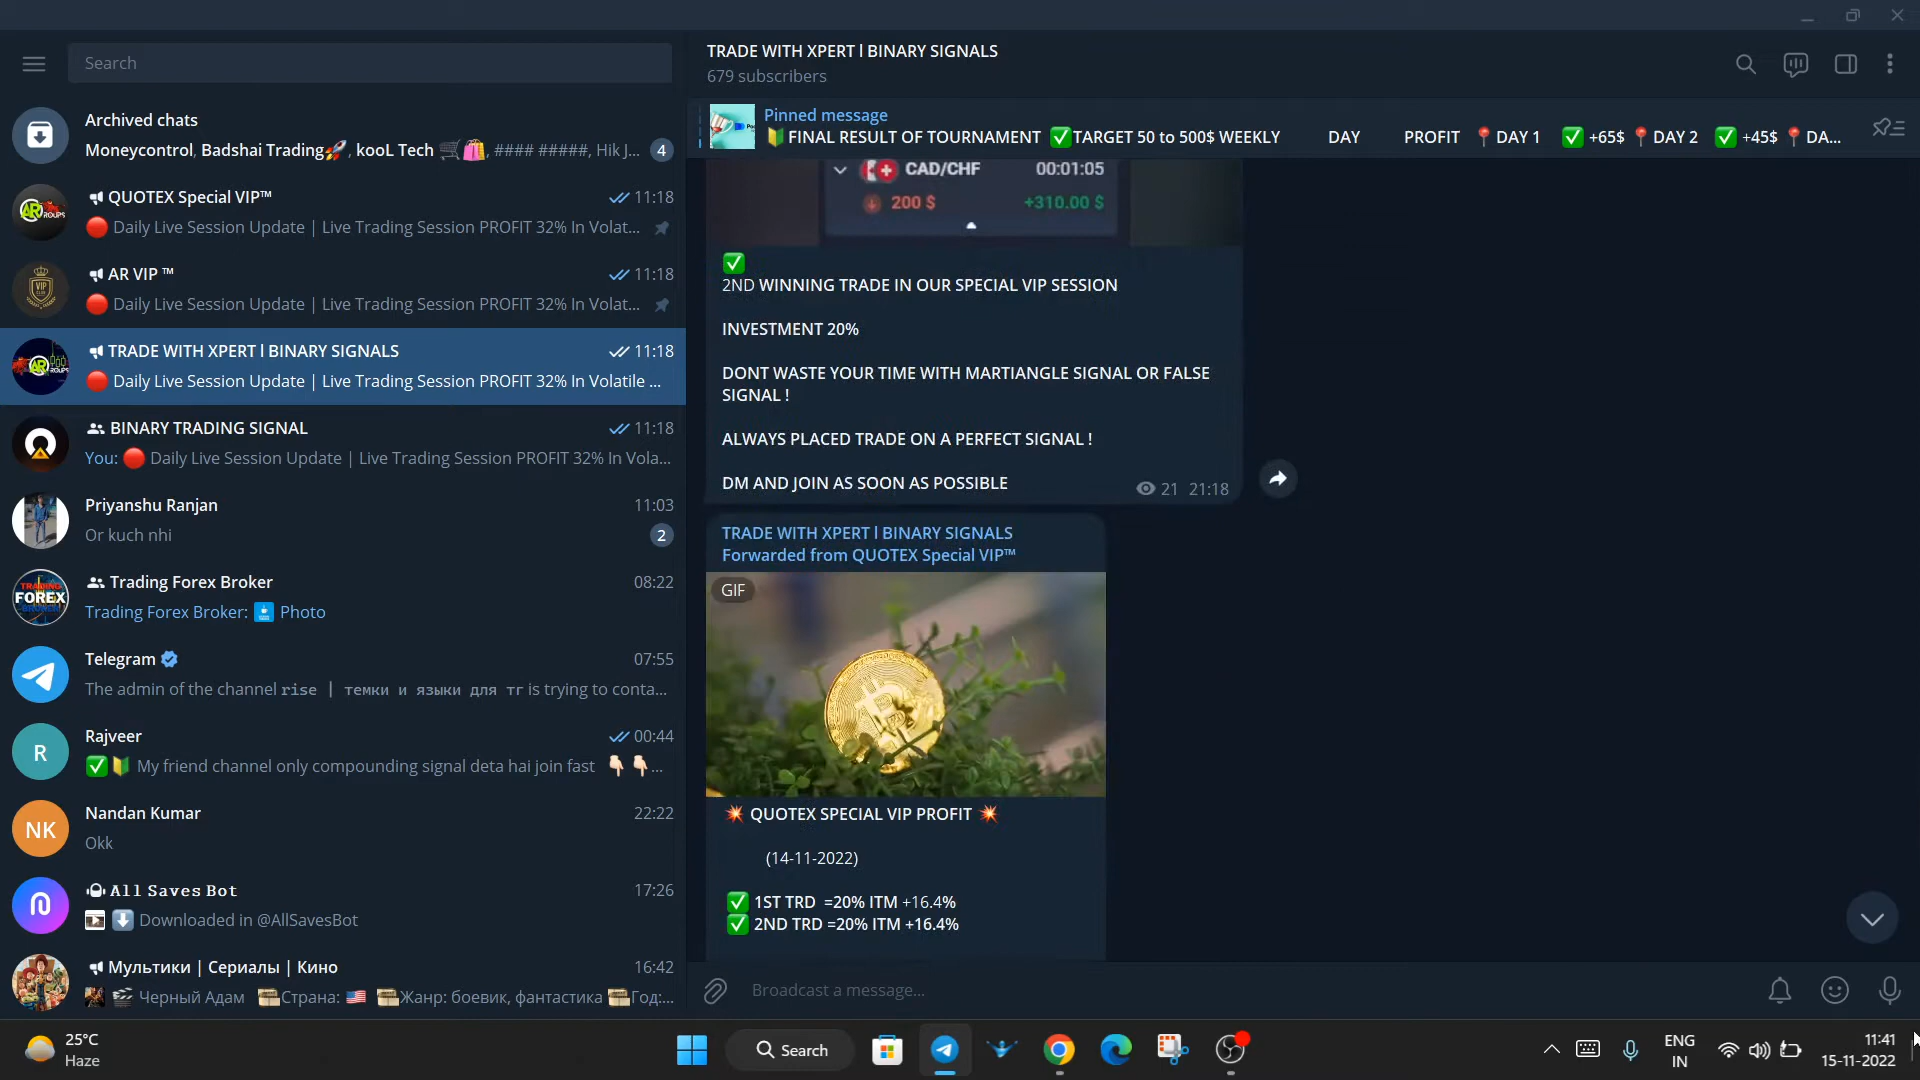 Search
Archived chats
Moneycontrol, Badshai Trading🚀, kooL Tech 🛒🛍, #### #####, Hik J...
4
QUOTEX Special VIP™
11:18
🔴 Daily Live Session Update | Live Trading Session PROFIT 32% In Volat...
AR VIP ™
11:18
🔴 Daily Live Session Update | Live Trading Session PROFIT 32% In Volat...
TRADE WITH XPERT l BINARY SIGNALS
11:18
🔴 Daily Live Session Update | Live Trading Session PROFIT 32% In Volatile ...
BINARY TRADING SIGNAL
11:18
You: 🔴 Daily Live Session Update | Live Trading Session PROFIT 32% In Vola...
Priyanshu Ranjan
11:03
Or kuch nhi
2
Trading Forex Broker
08:22
Trading Forex Broker: Photo
Telegram
07:55
The admin of the channel rise | темки и языки для тг is trying to conta...
R
Rajveer
00:44
✅🔰 My friend channel only compounding signal deta hai join fast 👇👇...
NK
Nandan Kumar
22:22
Okk
All Saves Bot
17:26
⬇️ Downloaded in @AllSavesBot
Мультики | Сериалы | Кино
16:42
🎬 Черный Адам 🗃Страна: 🇺🇸 🗃Жанр: боевик, фантастика 🗃Год:...
TRADE WITH XPERT l BINARY SIGNALS
679 subscribers
Pinned message
🔰FINAL RESULT OF TOURNAMENT ✅TARGET 50 to 500$ WEEKLY DAY PROFIT 📍DAY 1 ✅ +65$ 📍DAY 2 ✅ +45$ 📍DA...
CAD/CHF 00:01:05
200 $ +310.00 $
✅
2ND WINNING TRADE IN OUR SPECIAL VIP SESSION
INVESTMENT 20%
DONT WASTE YOUR TIME WITH MARTIANGLE SIGNAL OR FALSE
SIGNAL !
ALWAYS PLACED TRADE ON A PERFECT SIGNAL !
DM AND JOIN AS SOON AS POSSIBLE
21 21:18
TRADE WITH XPERT l BINARY SIGNALS
Forwarded from QUOTEX Special VIP™
GIF
💥 QUOTEX SPECIAL VIP PROFIT 💥
(14-11-2022)
✅ 1ST TRD =20% ITM +16.4%
✅ 2ND TRD =20% ITM +16.4%
Broadcast a message...
25°C
Haze
Search
ENG
IN
11:41
15-11-2022